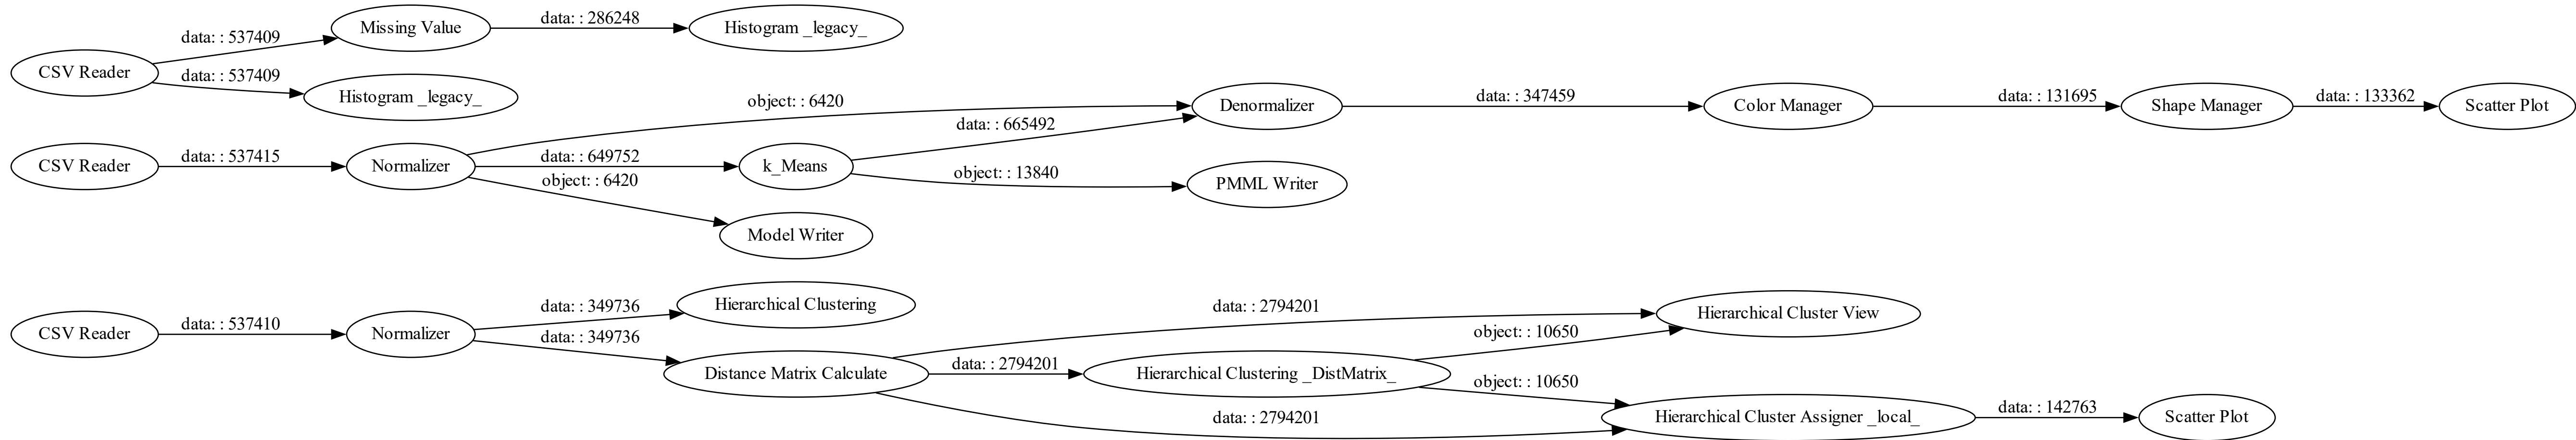 CSV Reader
data: : 537409
Missing Value
data: : 286248
Histogram _legacy_
data: : 537409
Histogram _legacy_
CSV Reader
data: : 537415
Normalizer
object: : 6420
data: : 649752
object: : 6420
k_Means
Model Writer
data: : 665492
object: : 13840
Denormalizer
PMML Writer
data: : 347459
Color Manager
data: : 131695
Shape Manager
data: : 133362
Scatter Plot
CSV Reader
data: : 537410
Normalizer
data: : 349736
data: : 349736
Hierarchical Clustering
Distance Matrix Calculate
data: : 2794201
data: : 2794201
data: : 2794201
Hierarchical Clustering _DistMatrix_
object: : 10650
object: : 10650
Hierarchical Cluster View
Hierarchical Cluster Assigner _local_
data: : 142763
Scatter Plot